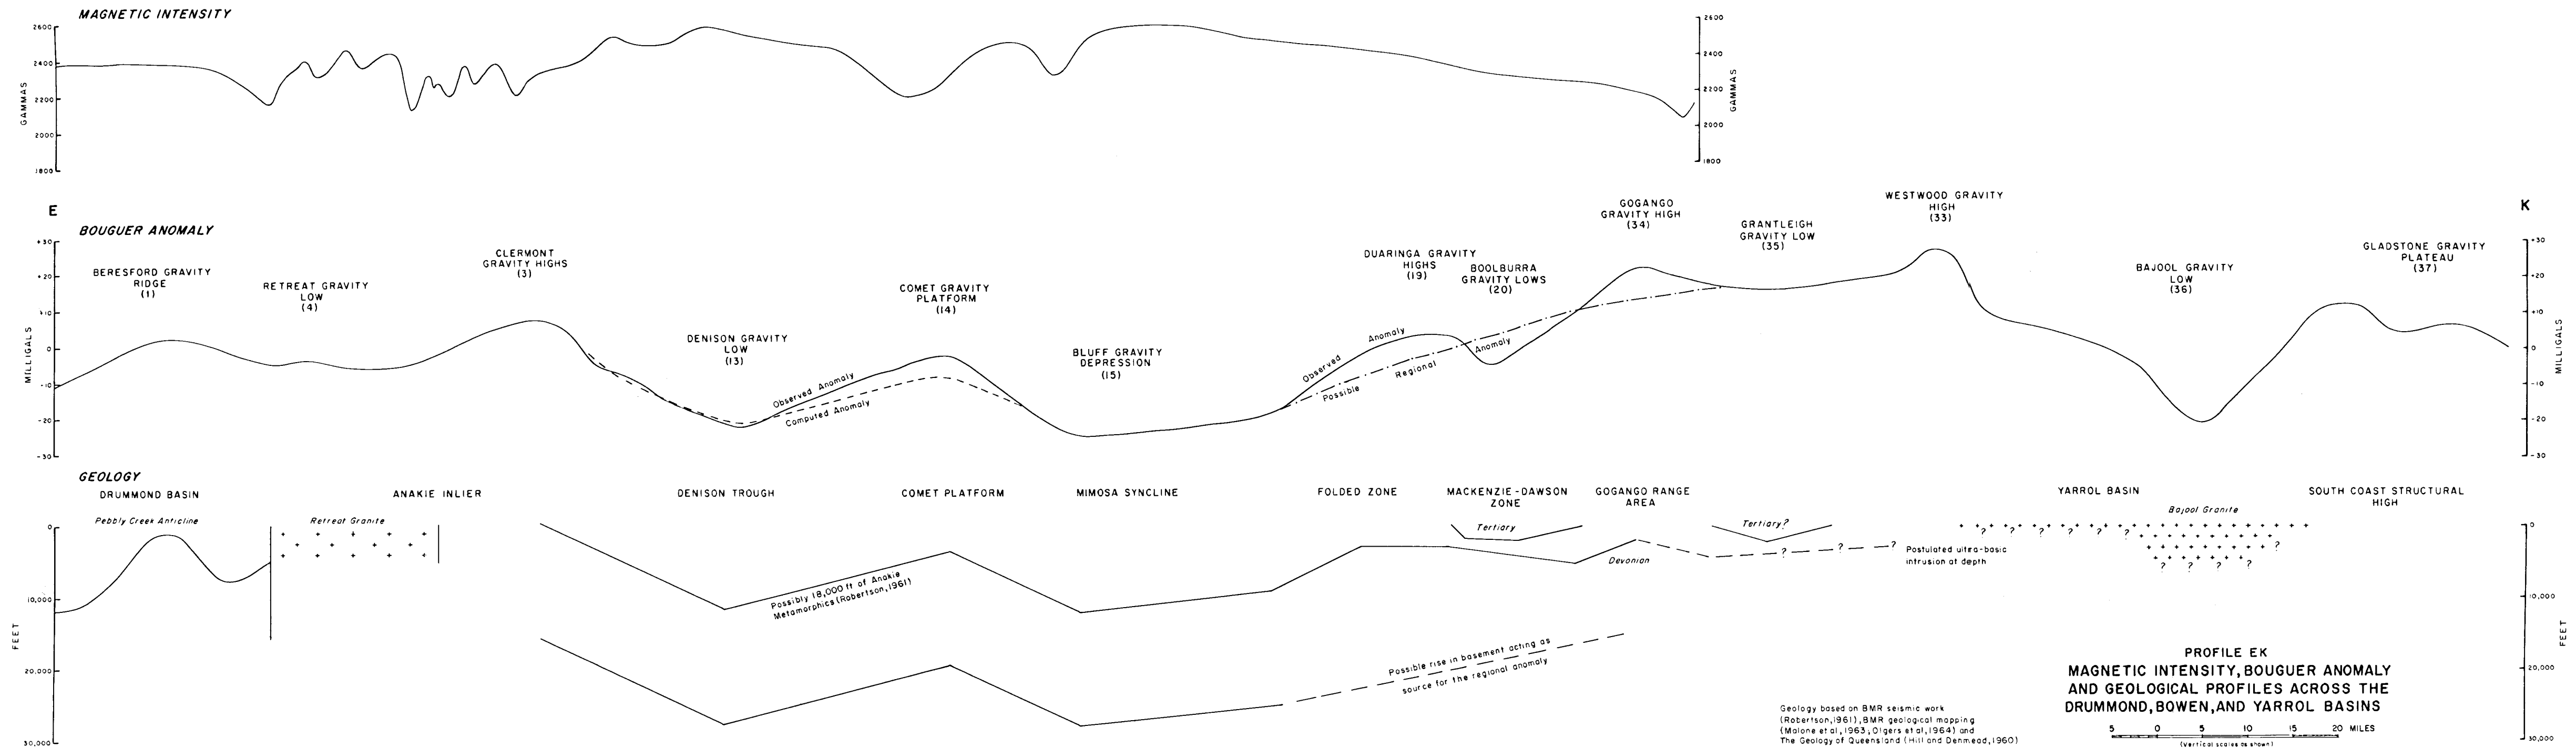 MAGNETIC INTENSITY
2600
2400
2200
2000
1800
GAMMAS
2600
2400
2200
2000
1800
GAMMAS
E
K
BOUGUER ANOMALY
+30
+20
+10
0
-10
-20
-30
MILLIGALS
BERESFORD GRAVITY
RIDGE
(1)
RETREAT GRAVITY
LOW
(4)
CLERMONT
GRAVITY HIGHS
(3)
DENISON GRAVITY
LOW
(13)
COMET GRAVITY
PLATFORM
(14)
Observed Anomaly
Computed Anomaly
BLUFF GRAVITY
DEPRESSION
(15)
DUARINGA GRAVITY
HIGHS
(19)
BOOLBURRA
GRAVITY LOWS
(20)
Observed Anomaly
Possible Regional Anomaly
GOGANGO
GRAVITY HIGH
(34)
GRANTLEIGH
GRAVITY LOW
(35)
WESTWOOD GRAVITY
HIGH
(33)
BAJOOL GRAVITY
LOW
(36)
GLADSTONE GRAVITY
PLATEAU
(37)
+30
+20
+10
0
-10
-20
-30
MILLIGALS
GEOLOGY
DRUMMOND BASIN
ANAKIE INLIER
DENISON TROUGH
COMET PLATFORM
MIMOSA SYNCLINE
FOLDED ZONE
MACKENZIE-DAWSON
ZONE
GOGANGO RANGE
AREA
YARROL BASIN
SOUTH COAST STRUCTURAL
HIGH
Pebbly Creek Anticline
Retreat Granite
Tertiary
Tertiary?
Bajool Granite
0
10,000
20,000
30,000
FEET
Possibly 18,000 ft of Anakie
Metamorphics (Robertson, 1961)
Devonian
? ? ?
Postulated ultra-basic
intrusion at depth
? ? ? ? ? ?
?
? ? ? ?
Possible rise in basement acting as
source for the regional anomaly
0
10,000
20,000
30,000
FEET
Geology based on BMR seismic work
(Robertson, 1961), BMR geological mapping
(Malone et al, 1963, Olgers et al, 1964) and
The Geology of Queensland (Hill and Denmead, 1960)
PROFILE EK
MAGNETIC INTENSITY, BOUGUER ANOMALY
AND GEOLOGICAL PROFILES ACROSS THE
DRUMMOND, BOWEN, AND YARROL BASINS
5 0 5 10 15 20 MILES
(Vertical scales as shown)